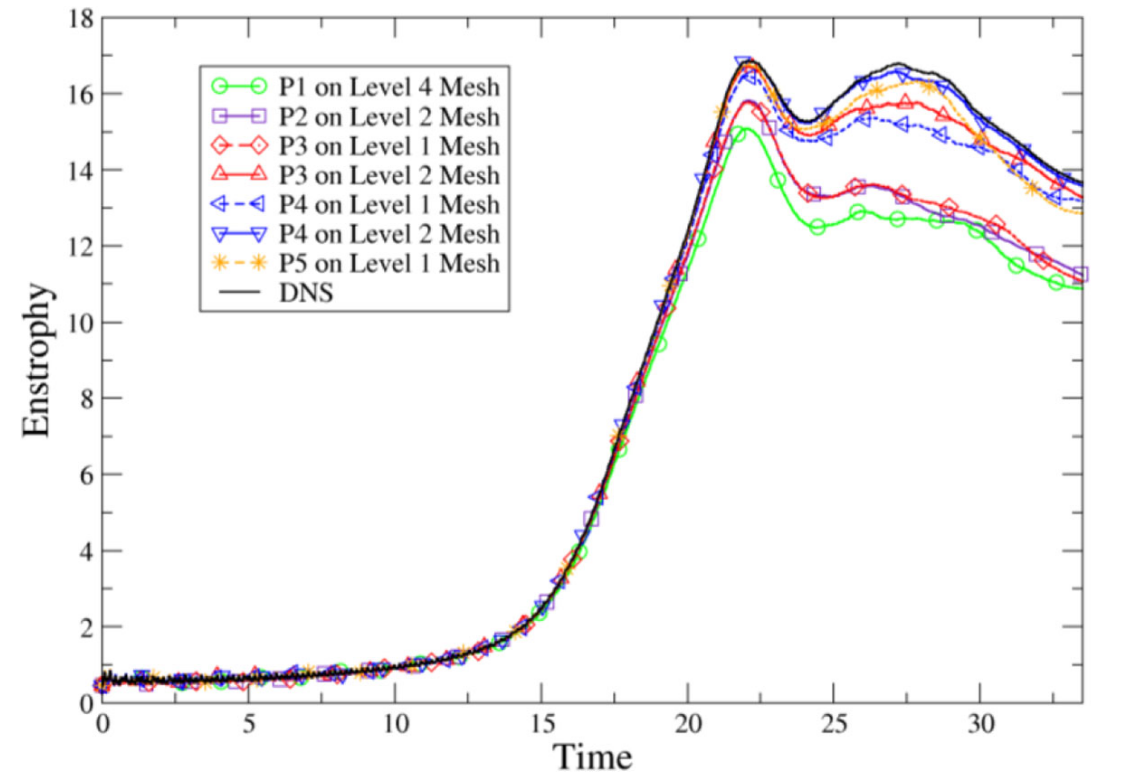 18
16
14
12
10
8
6
4
2
0
Enstrophy
P1 on Level 4 Mesh
P2 on Level 2 Mesh
P3 on Level 1 Mesh
P3 on Level 2 Mesh
P4 on Level 1 Mesh
P4 on Level 2 Mesh
P5 on Level 1 Mesh
DNS
0 5 10 15 20 25 30
Time